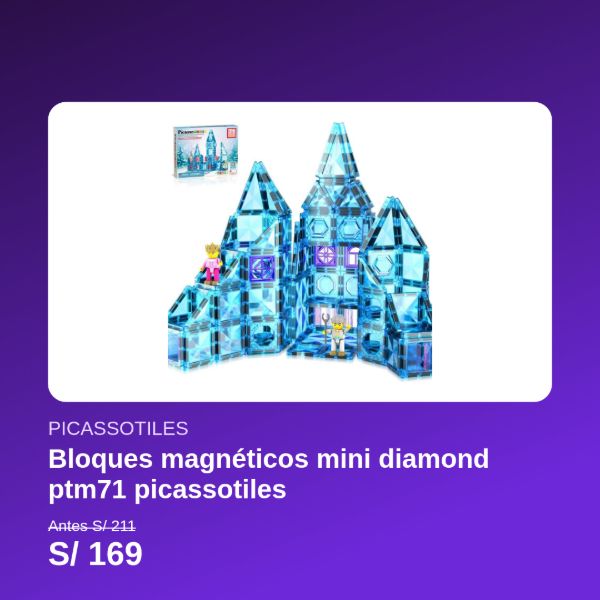 PICASSOTILES
Bloques magnéticos mini diamond
ptm71 picassotiles
Antes S/ 211
S/ 169